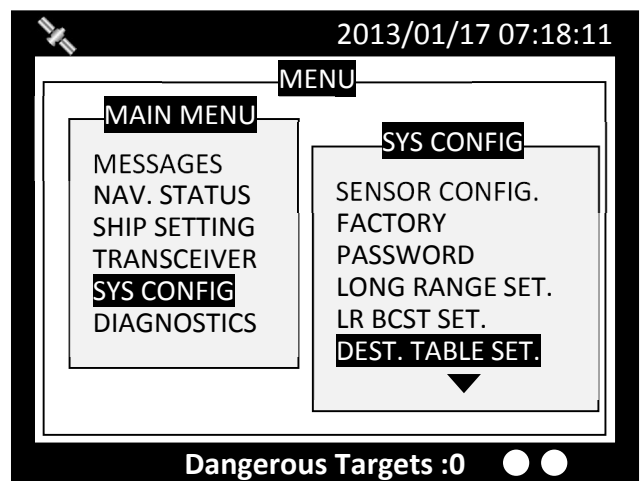 2013/01/17 07:18:11
MENU
MAIN MENU
MESSAGES
NAV. STATUS
SHIP SETTING
TRANSCEIVER
SYS CONFIG
DIAGNOSTICS
SYS CONFIG
SENSOR CONFIG.
FACTORY
PASSWORD
LONG RANGE SET.
LR BCST SET.
DEST. TABLE SET.
Dangerous Targets :0